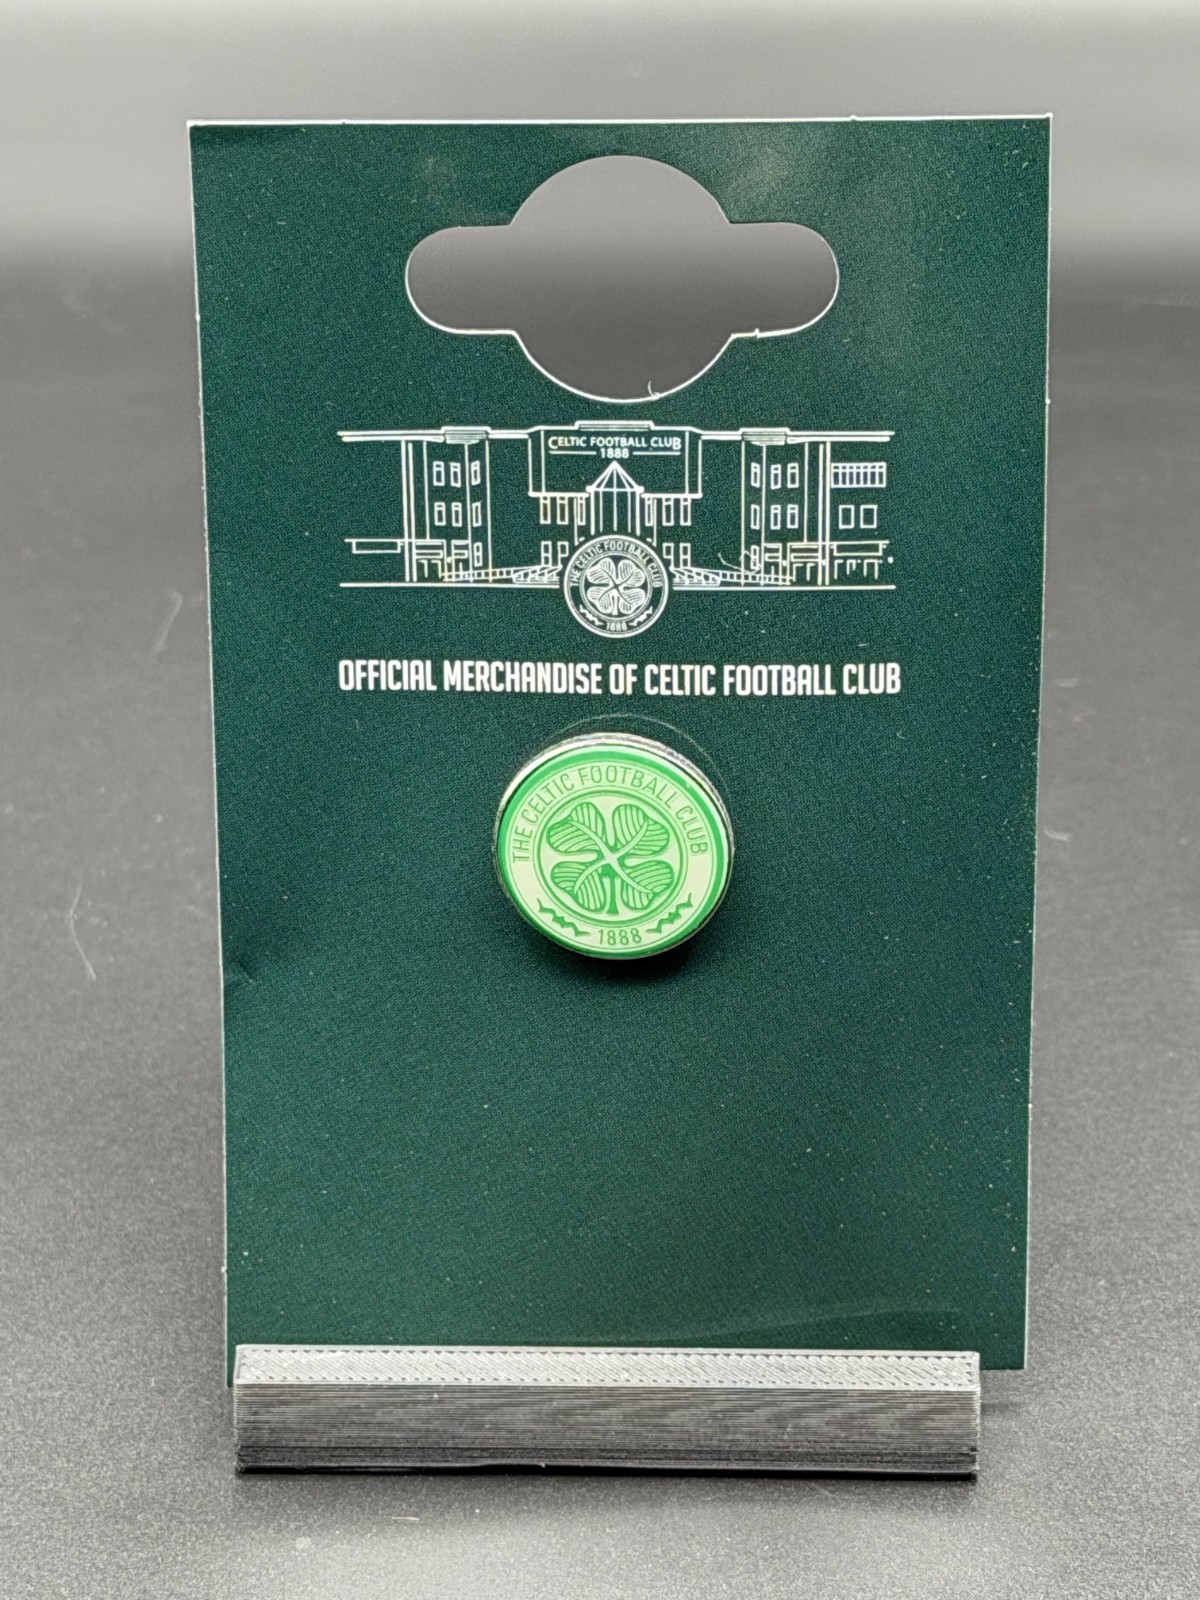 CELTIC FOOTBALL CLUB
1888
THE CELTIC FOOTBALL CLUB
1888
OFFICIAL MERCHANDISE OF CELTIC FOOTBALL CLUB
THE CELTIC FOOTBALL CLUB
1888